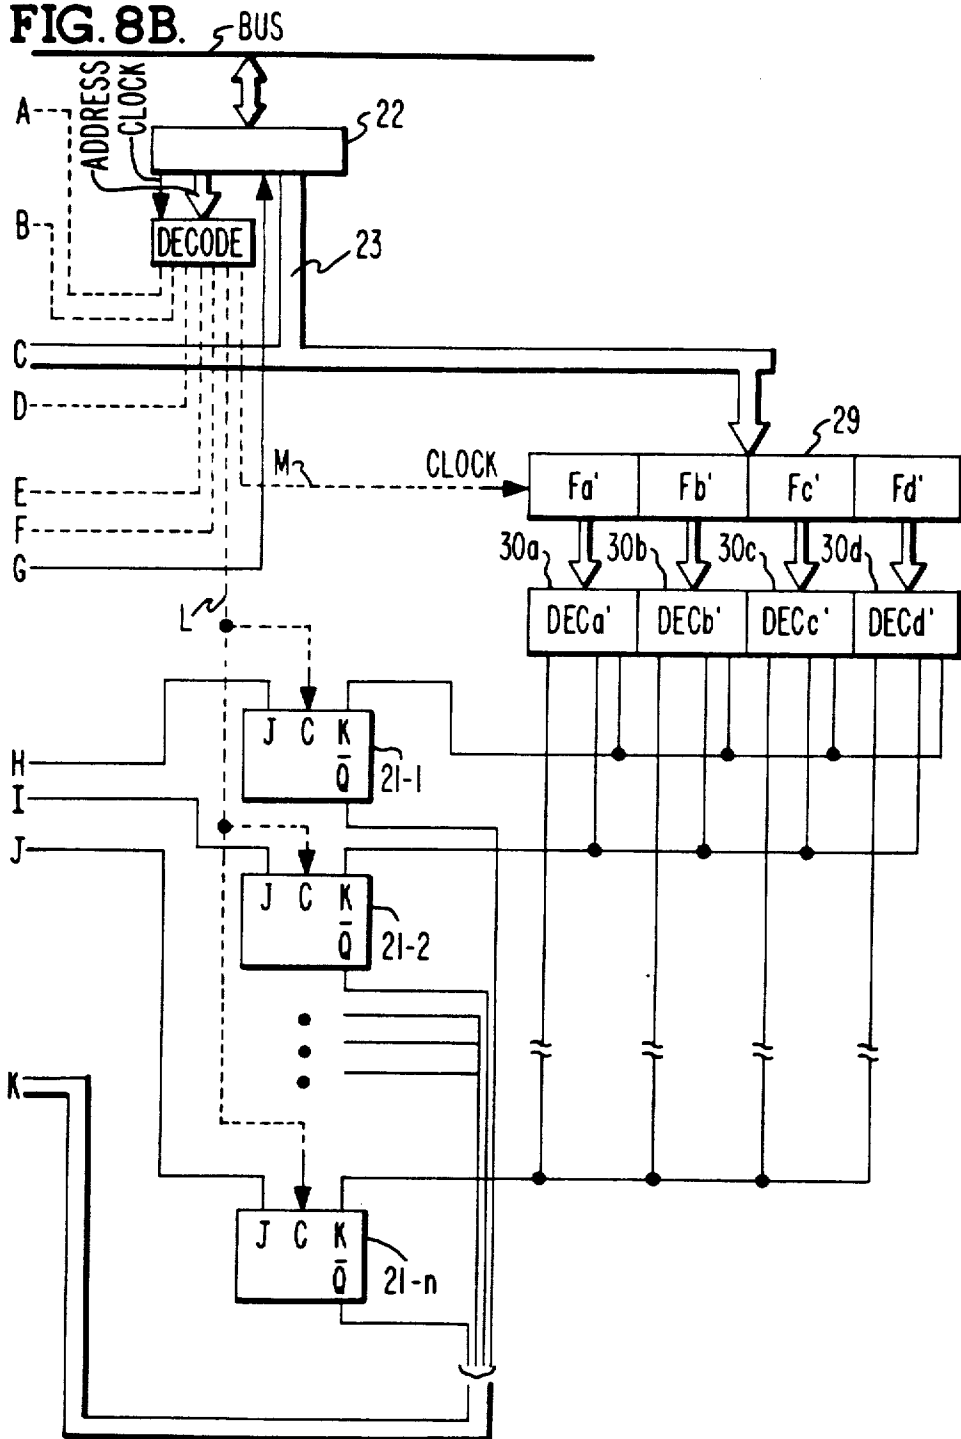 FIG. 8B.
BUS
A
ADDRESS
CLOCK
22
B
DECODE
23
C
D
29
M
CLOCK
Fa' Fb' Fc' Fd'
E
F
G
30a 30b 30c 30d
L
DECa' DECb' DECc' DECd'
J C K
Q̅
21-1
H
I
J
J C K
Q̅
21-2
K
J C K
Q̅
21-n